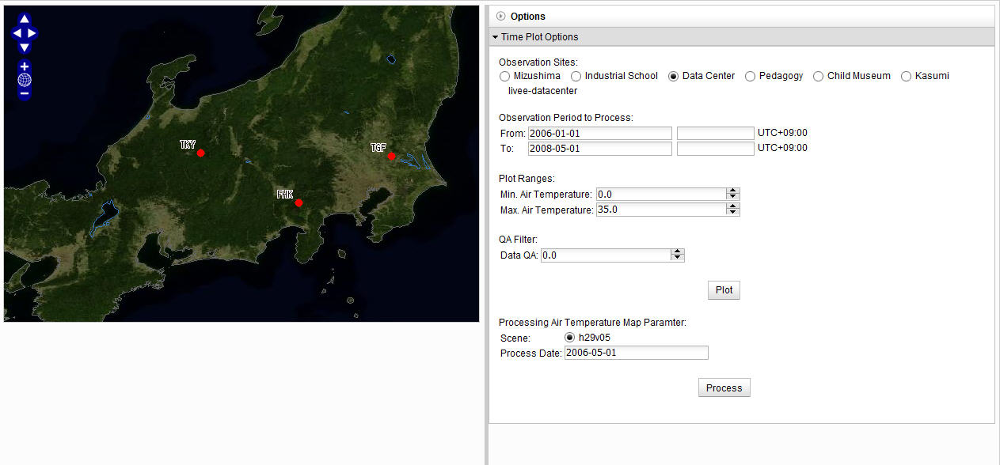 TKY
TGF
FHK
Options
Time Plot Options
Observation Sites:
Mizushima Industrial School Data Center Pedagogy Child Museum Kasumi
livee-datacenter
Observation Period to Process:
From: 2006-01-01 UTC+09:00
To: 2008-05-01 UTC+09:00
Plot Ranges:
Min. Air Temperature: 0.0
Max. Air Temperature: 35.0
QA Filter:
Data QA: 0.0
Plot
Processing Air Temperature Map Paramter:
Scene: h29v05
Process Date: 2006-05-01
Process